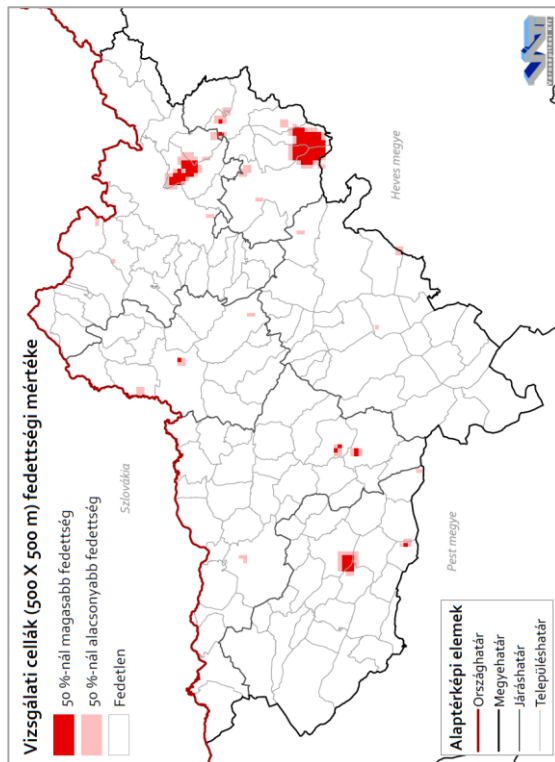 Vizsgálati cellák (500 X 500 m) fedettségi mértéke
50 %-nál magasabb fedettség
50 %-nál alacsonyabb fedettség
Fedetlen
Szlovákia
Heves megye
Pest megye
Alaptérképi elemek
Országhatár
Megyehatár
Járáshatár
Településhatár